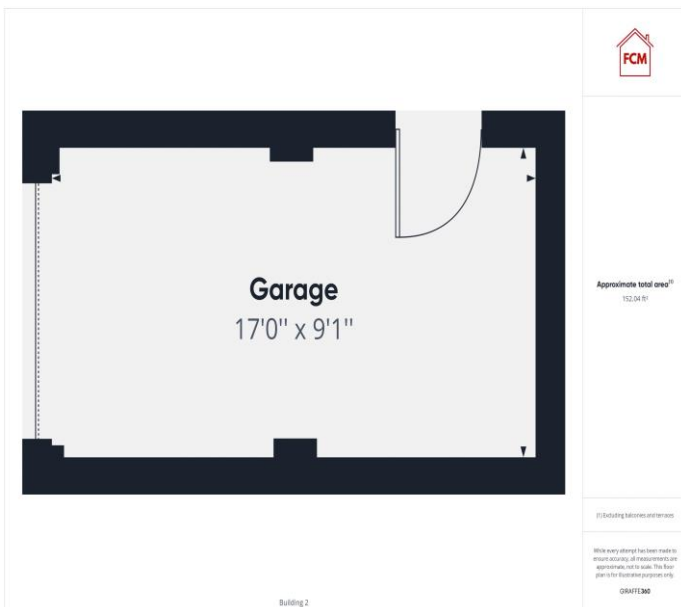 FCM
Garage
17'0" x 9'1"
Approximate total area(1)
152.04 ft²
(1) Excluding balconies and terraces
While every attempt has been made to
ensure accuracy, all measurements are
approximate, not to scale. This floor
plan is for illustrative purposes only.
GIRAFFE360
Building 2